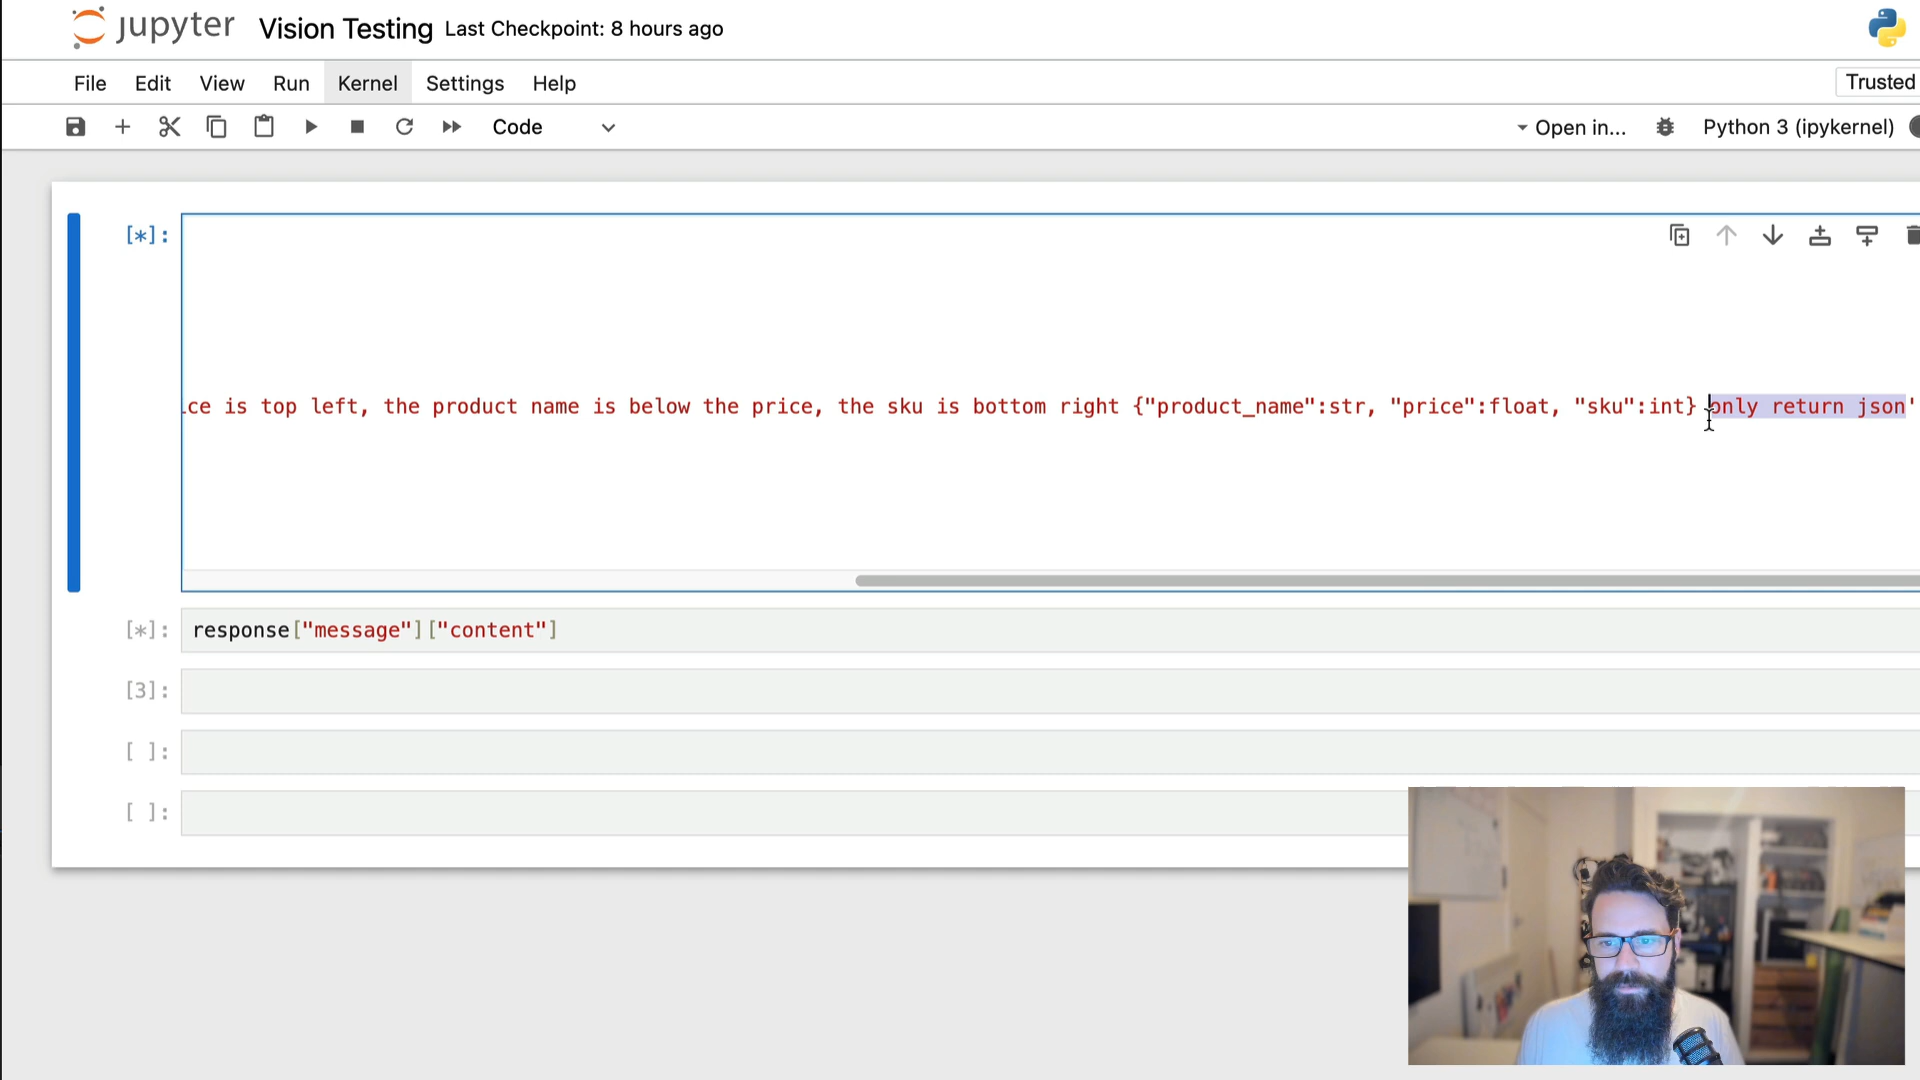 jupyter Vision Testing Last Checkpoint: 8 hours ago
File Edit View Run Kernel Settings Help Trusted
Code Open in... Python 3 (ipykernel)
[*]:
ce is top left, the product name is below the price, the sku is bottom right {"product_name":str, "price":float, "sku":int} only return json'
[*]: response["message"]["content"]
[3]:
[ ]:
[ ]: